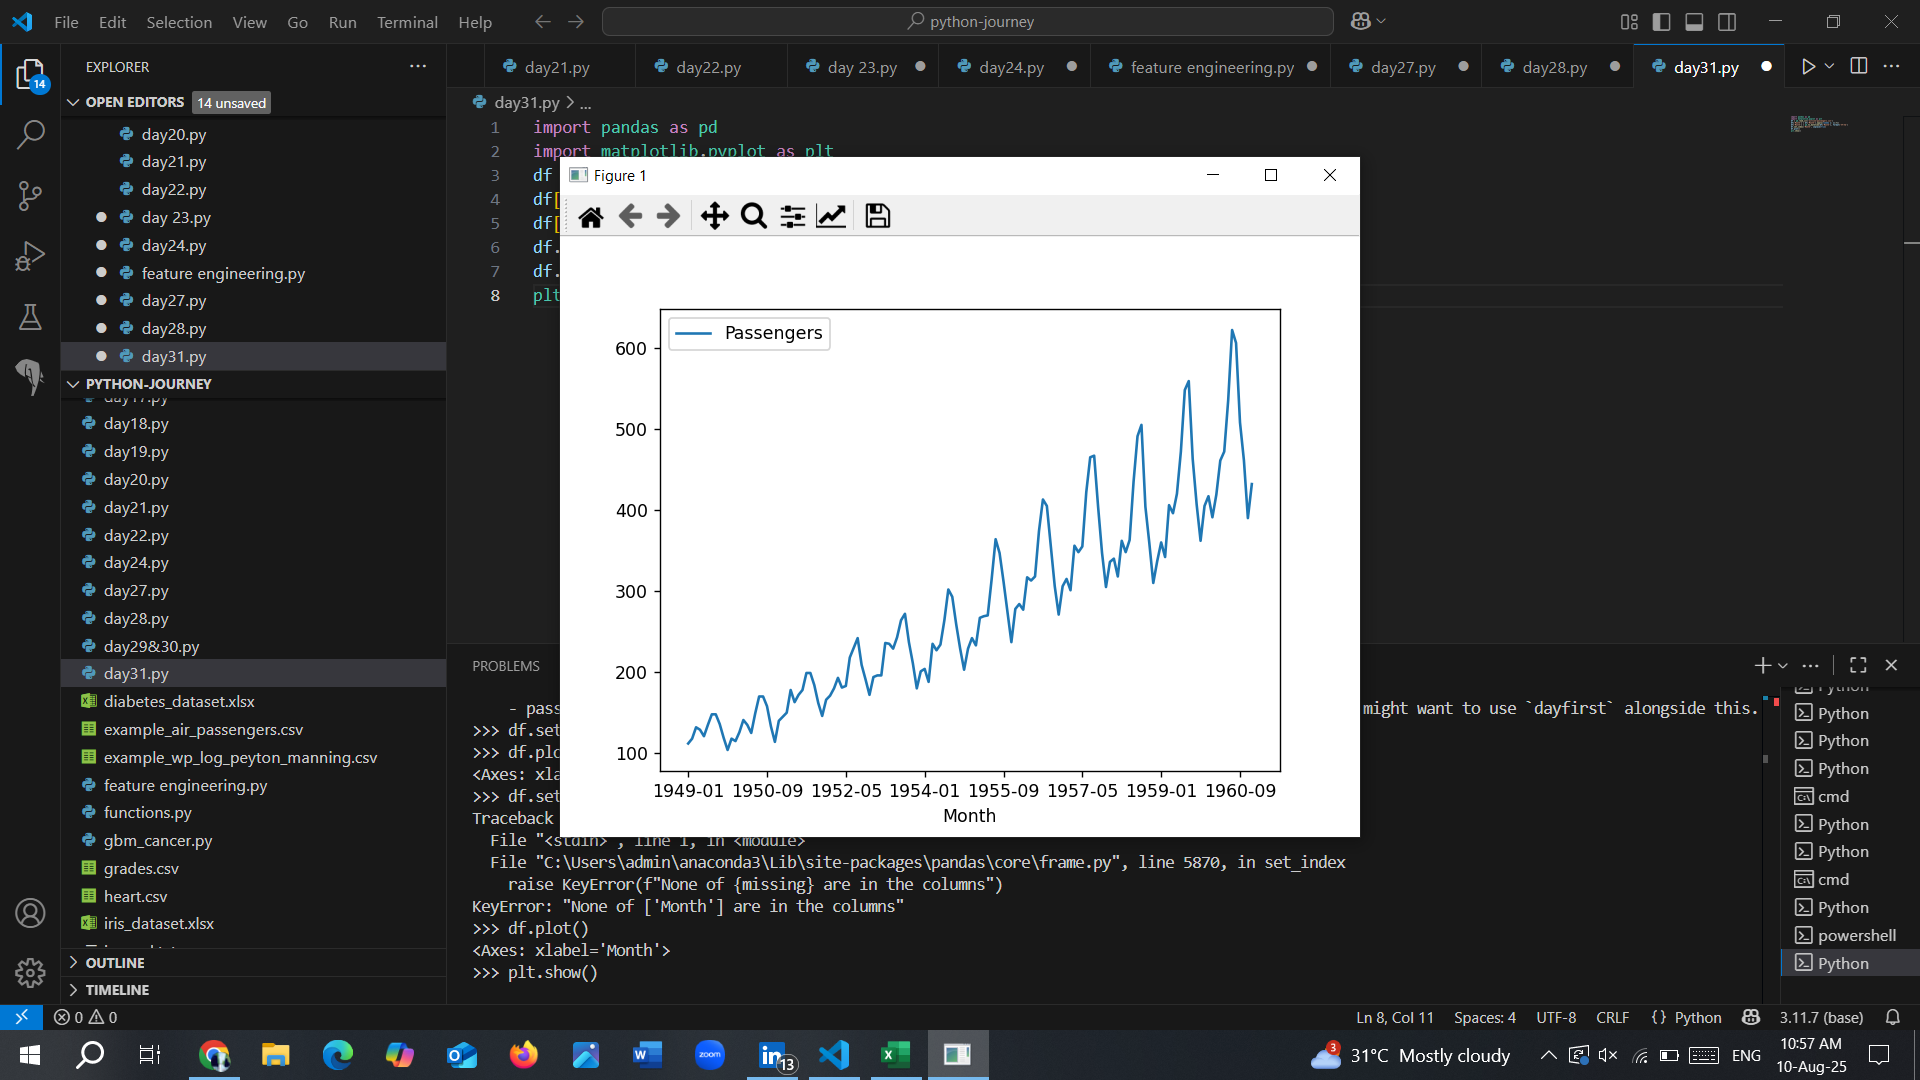 File Edit Selection View Go Run Terminal Help
python-journey
14
EXPLORER
OPEN EDITORS 14 unsaved
day20.py
day21.py
day22.py
day 23.py
day24.py
feature engineering.py
day27.py
day28.py
day31.py
PYTHON-JOURNEY
day17.py
day18.py
day19.py
day20.py
day21.py
day22.py
day24.py
day27.py
day28.py
day29&30.py
day31.py
diabetes_dataset.xlsx
example_air_passengers.csv
example_wp_log_peyton_manning.csv
feature engineering.py
functions.py
gbm_cancer.py
grades.csv
heart.csv
iris_dataset.xlsx
OUTLINE
TIMELINE
day21.py day22.py day 23.py day24.py feature engineering.py day27.py day28.py day31.py
day31.py > ...
1 import pandas as pd
2 import matplotlib.pyplot as plt
3 df
4 df[
5 df[
6 df.
7 df.
8 plt
Figure 1
Passengers
600
500
400
300
200
100
1949-01 1950-09 1952-05 1954-01 1955-09 1957-05 1959-01 1960-09
Month
PROBLEMS
- pass might want to use `dayfirst` alongside this.
>>> df.set
>>> df.plo
<Axes: xla
>>> df.set
Traceback
File "<stdin>", line 1, in <module>
File "C:\Users\admin\anaconda3\Lib\site-packages\pandas\core\frame.py", line 5870, in set_index
raise KeyError(f"None of {missing} are in the columns")
KeyError: "None of ['Month'] are in the columns"
>>> df.plot()
<Axes: xlabel='Month'>
>>> plt.show()
Python
Python
Python
Python
cmd
Python
Python
cmd
Python
powershell
Python
0 0
Ln 8, Col 11 Spaces: 4 UTF-8 CRLF {} Python 3.11.7 (base)
zoom
13
3
31°C Mostly cloudy
ENG
10:57 AM
10-Aug-25